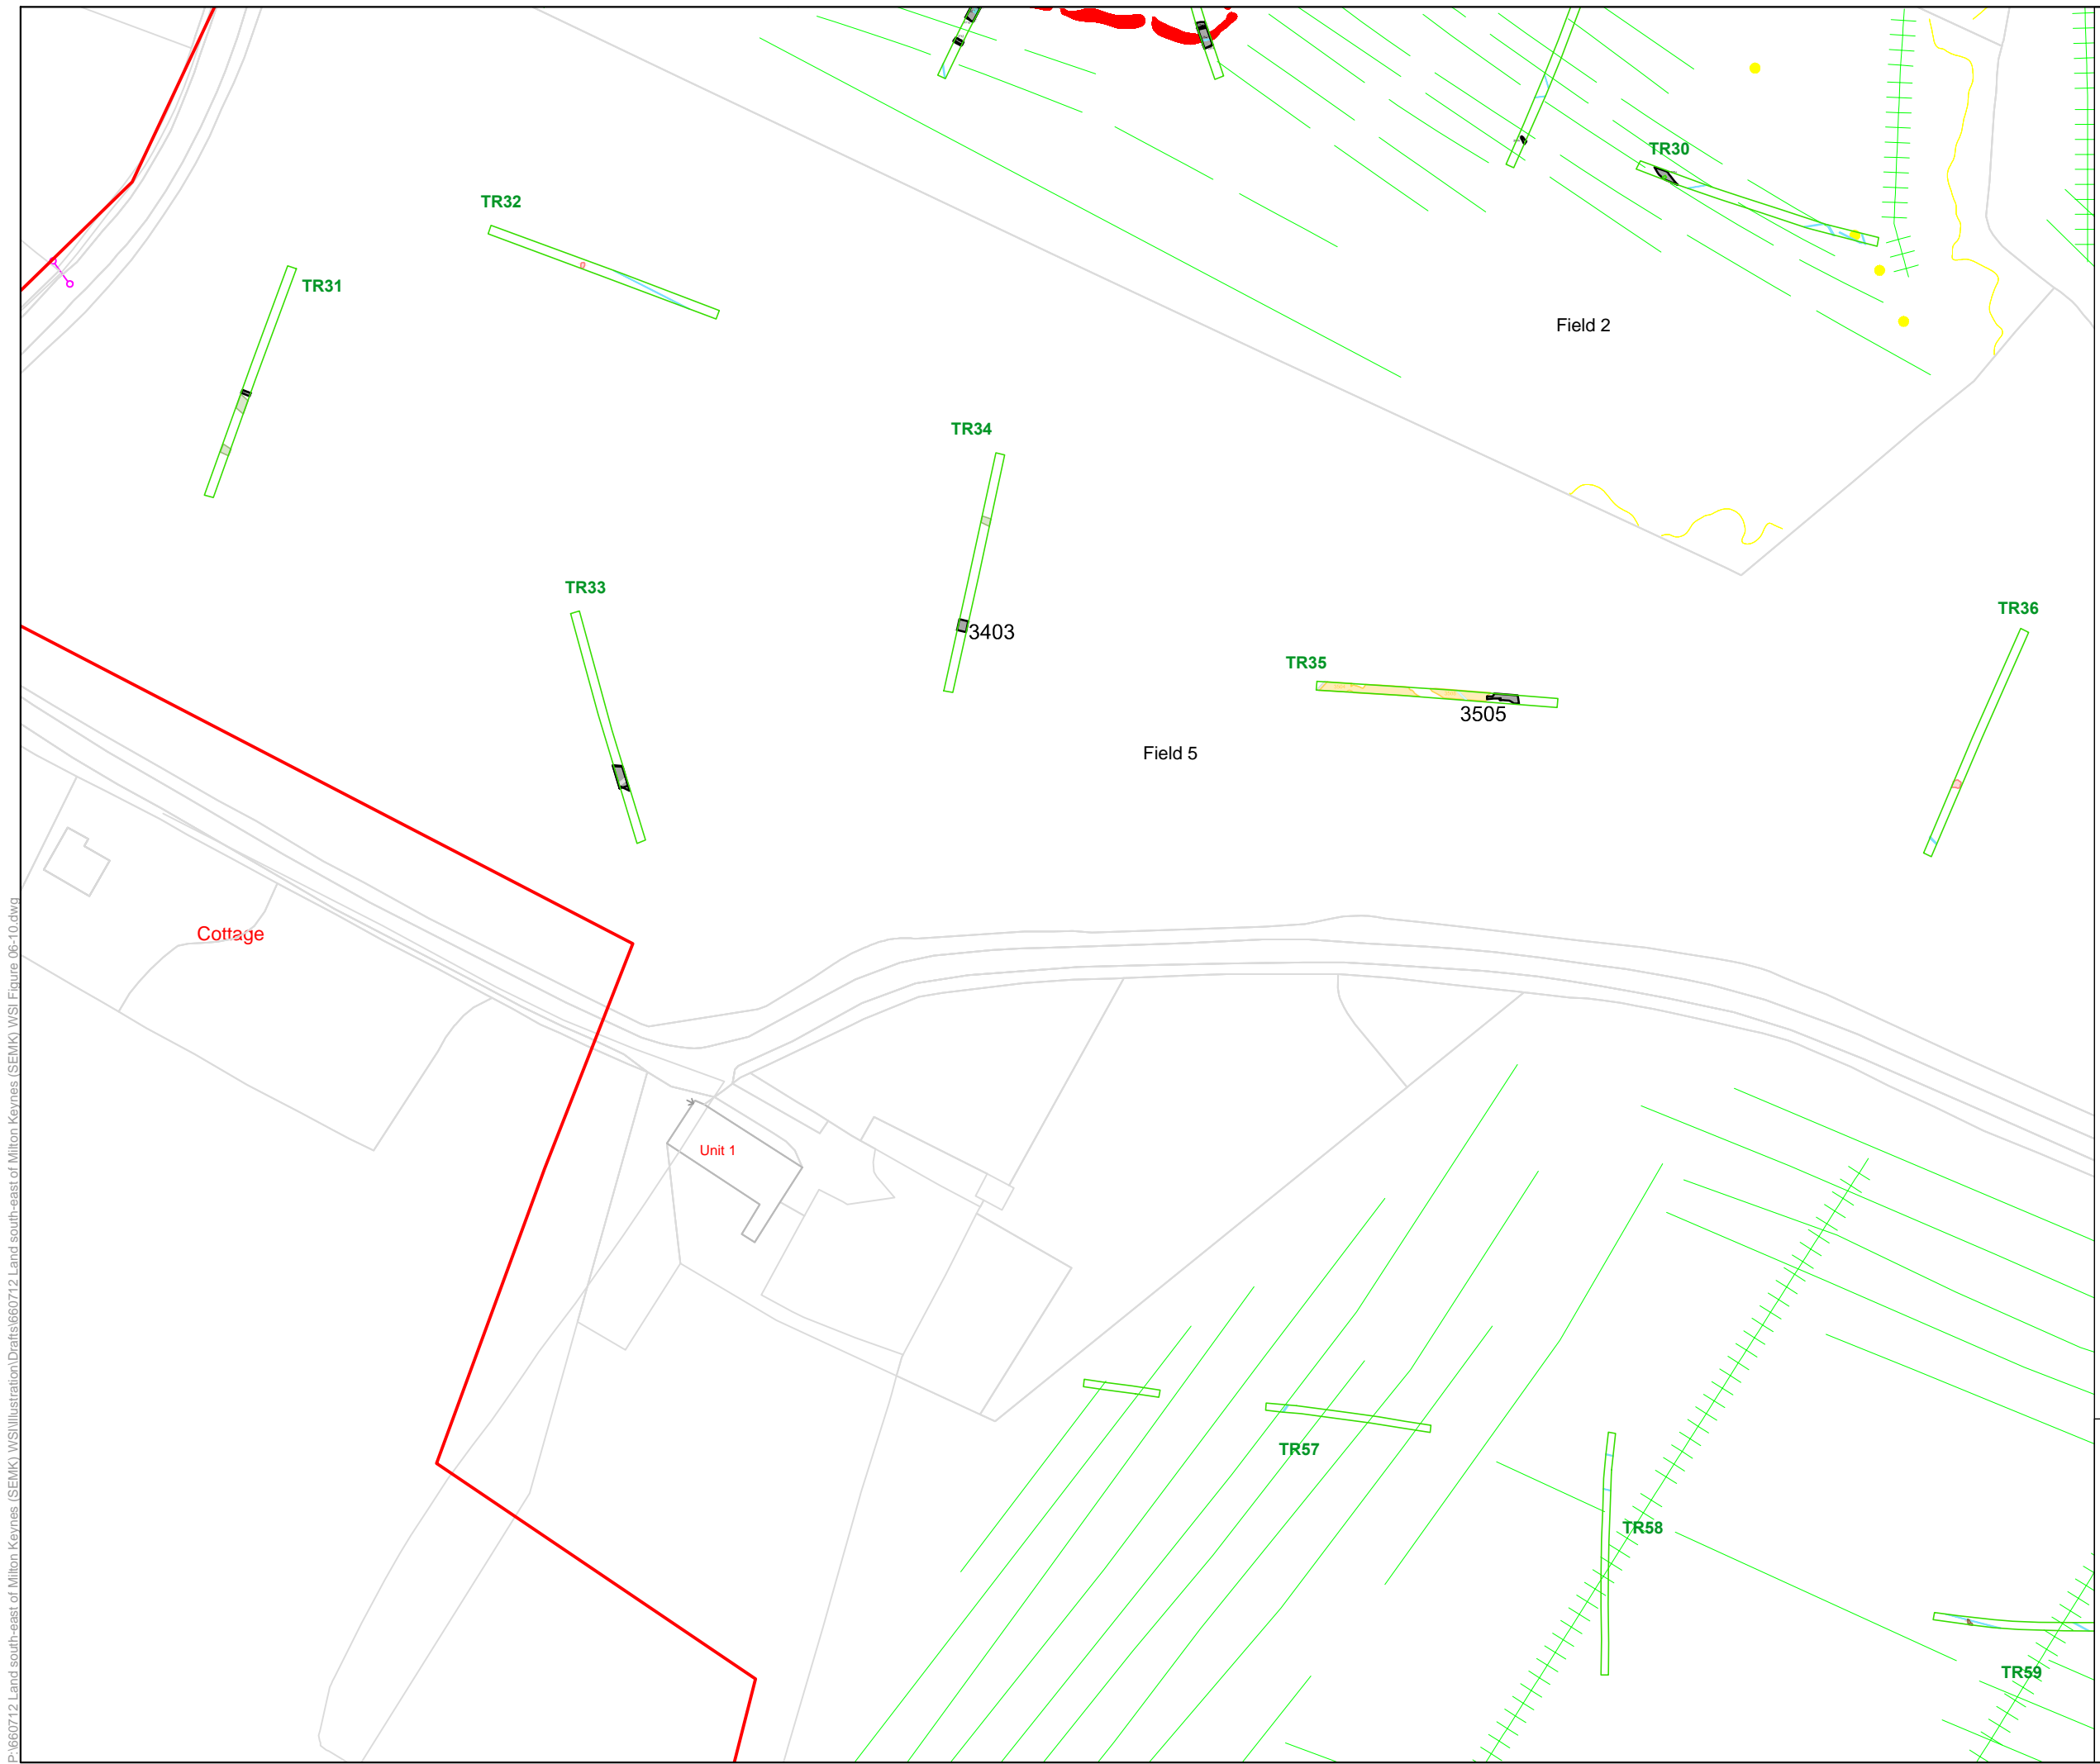 TR30
TR32
TR31
Field 2
TR34
TR33
TR36
3403
TR35
3505
Field 5
Cottage
Unit 1
TR57
TR58
TR59
P:\660712 Land south-east of Milton Keynes (SEMK) WSI\Illustration\Drafts\660712 Land south-east of Milton Keynes (SEMK) WSI Figure 06-10.dwg